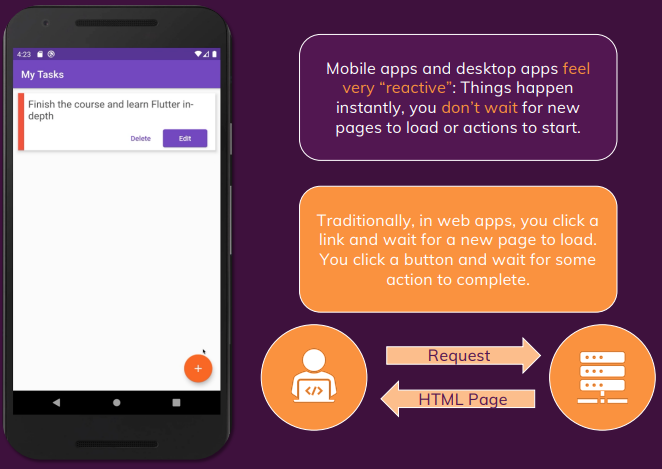 4:23
My Tasks
Finish the course and learn Flutter in-
depth
Delete
Edit
+
Mobile apps and desktop apps feel
very “reactive”: Things happen
instantly, you don’t wait for new
pages to load or actions to start.
Traditionally, in web apps, you click a
link and wait for a new page to load.
You click a button and wait for some
action to complete.
</>
Request
HTML Page